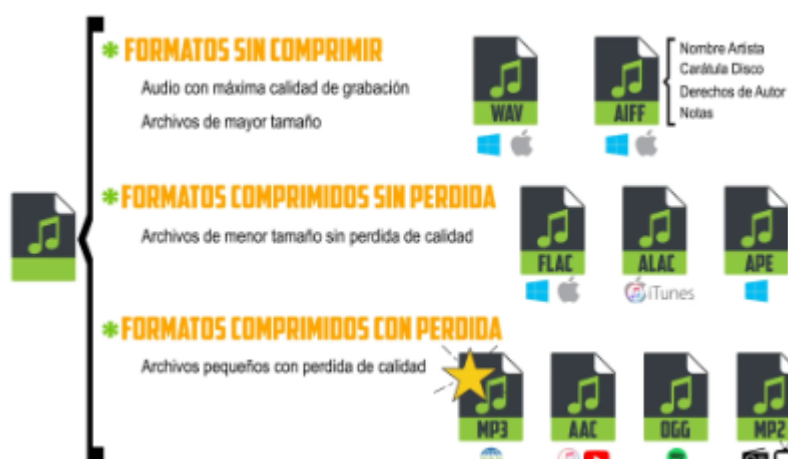 * FORMATOS SIN COMPRIMIR
Audio con máxima calidad de grabación
Archivos de mayor tamaño
WAV
AIFF
Nombre Artista
Carátula Disco
Derechos de Autor
Notas
* FORMATOS COMPRIMIDOS SIN PERDIDA
Archivos de menor tamaño sin perdida de calidad
FLAC
ALAC
APE
iTunes
* FORMATOS COMPRIMIDOS CON PERDIDA
Archivos pequeños con perdida de calidad
MP3
AAC
OGG
MP2